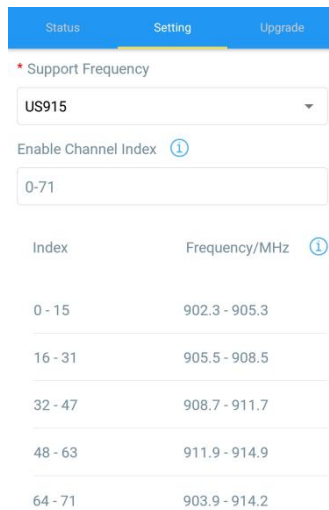 Status Setting Upgrade
* Support Frequency
US915
Enable Channel Index
0-71
Index Frequency/MHz
0 - 15 902.3 - 905.3
16 - 31 905.5 - 908.5
32 - 47 908.7 - 911.7
48 - 63 911.9 - 914.9
64 - 71 903.9 - 914.2